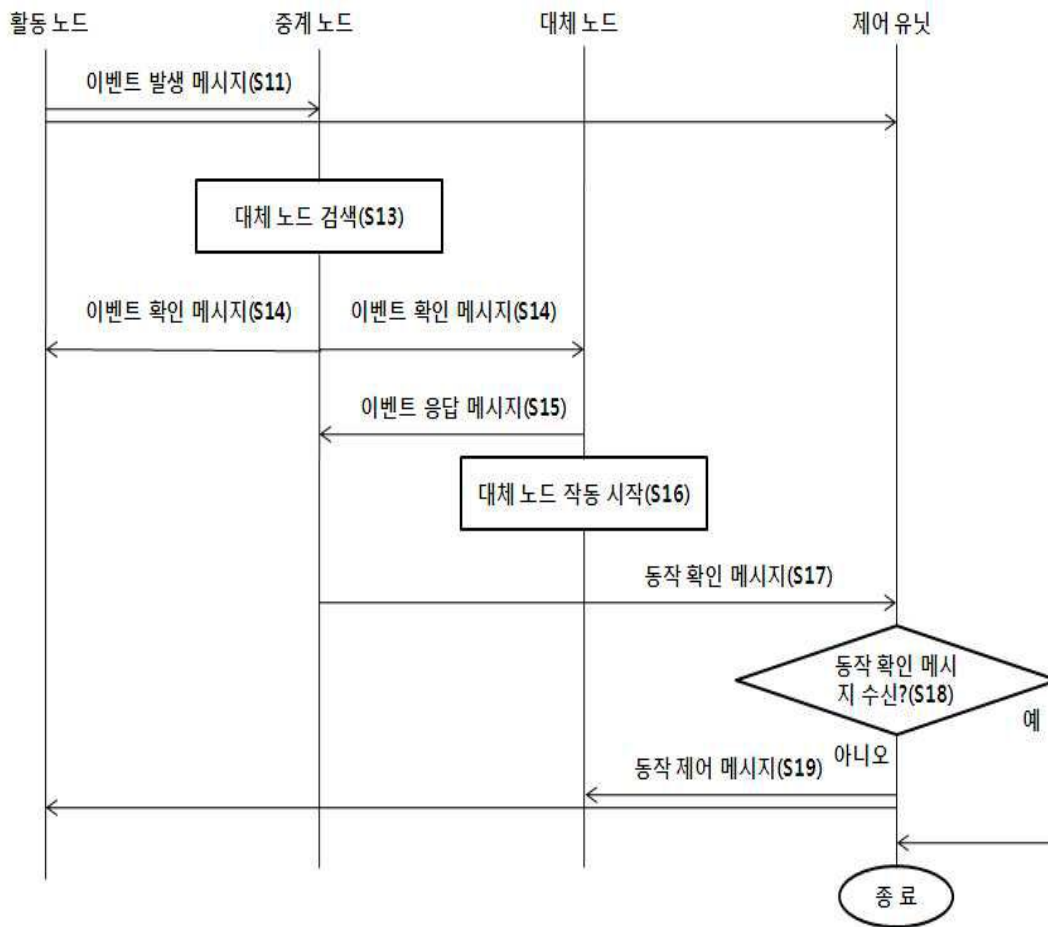 활동 노드
중계 노드
대체 노드
제어 유닛
이벤트 발생 메시지(S11)
대체 노드 검색(S13)
이벤트 확인 메시지(S14)
이벤트 확인 메시지(S14)
이벤트 응답 메시지(S15)
대체 노드 작동 시작(S16)
동작 확인 메시지(S17)
동작 확인 메시
지 수신?(S18)
예
아니오
동작 제어 메시지(S19)
종 료